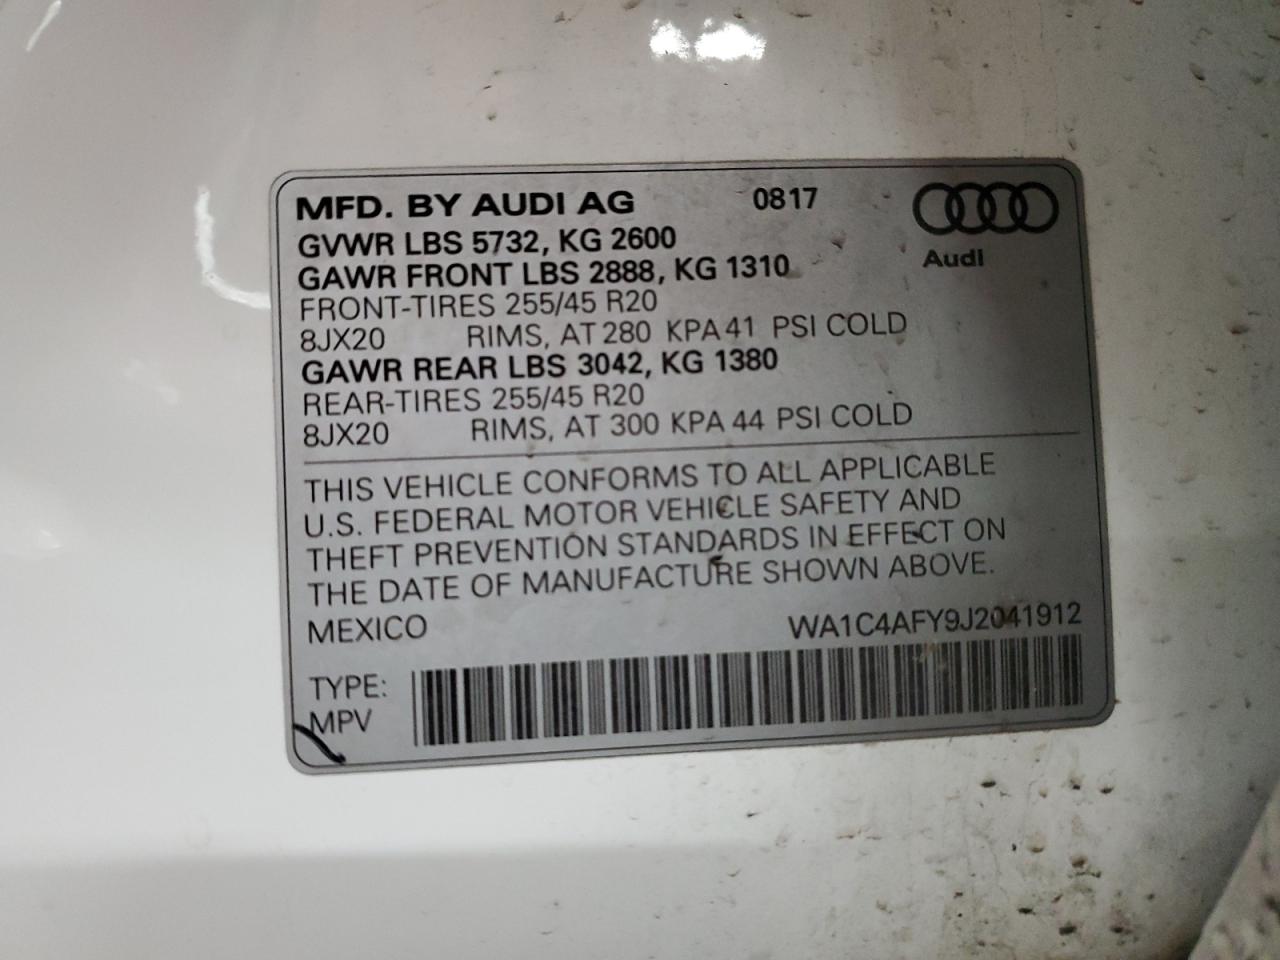 MFD. BY AUDI AG 0817
GVWR LBS 5732, KG 2600
GAWR FRONT LBS 2888, KG 1310
Audi
FRONT-TIRES 255/45 R20
8JX20 RIMS, AT 280 KPA 41 PSI COLD
GAWR REAR LBS 3042, KG 1380
REAR-TIRES 255/45 R20
8JX20 RIMS, AT 300 KPA 44 PSI COLD
THIS VEHICLE CONFORMS TO ALL APPLICABLE
U.S. FEDERAL MOTOR VEHICLE SAFETY AND
THEFT PREVENTION STANDARDS IN EFFECT ON
THE DATE OF MANUFACTURE SHOWN ABOVE.
MEXICO WA1C4AFY9J2041912
TYPE:
MPV